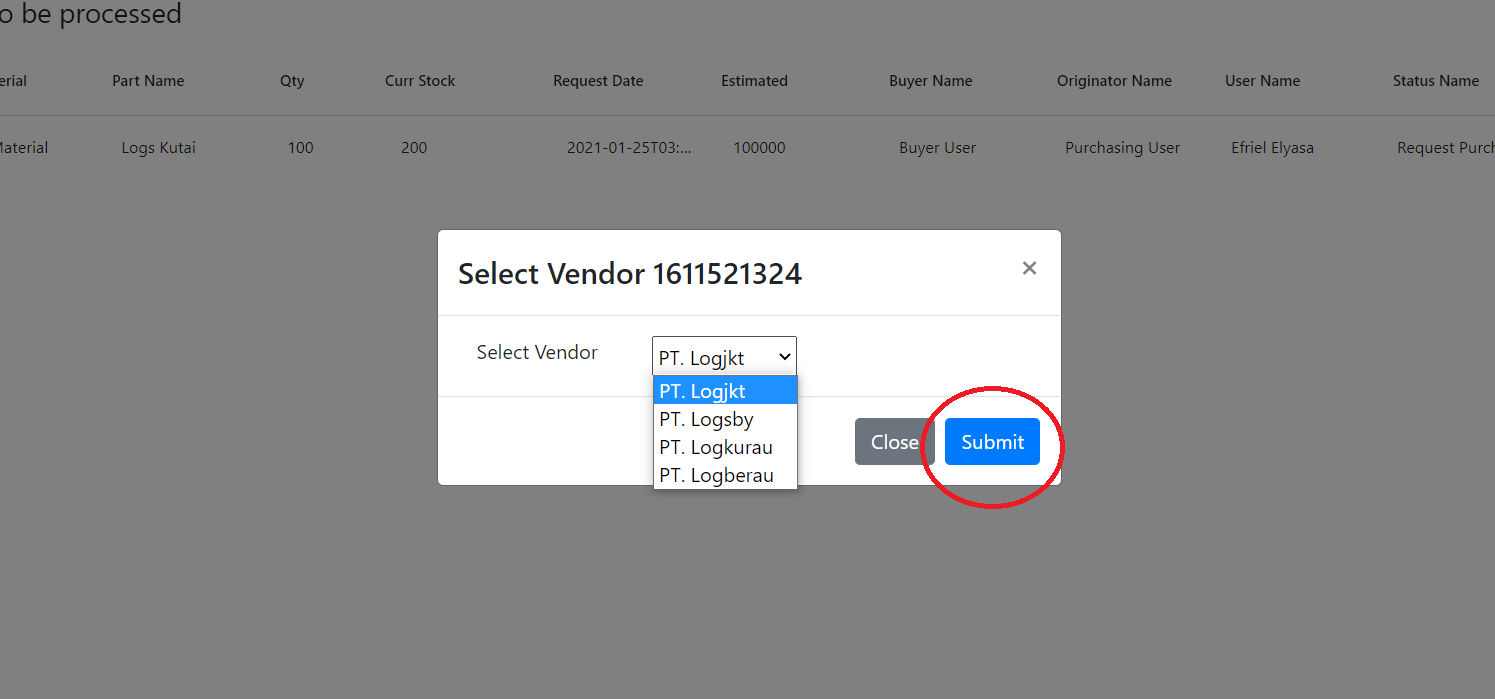 o be processed
erial Part Name Qty Curr Stock Request Date Estimated Buyer Name Originator Name User Name Status Name
Material Logs Kutai 100 200 2021-01-25T03:... 100000 Buyer User Purchasing User Efriel Elyasa Request Purch
Select Vendor 1611521324 ×
Select Vendor PT. Logjkt
PT. Logjkt
PT. Logsby
PT. Logkurau
PT. Logberau
Close Submit